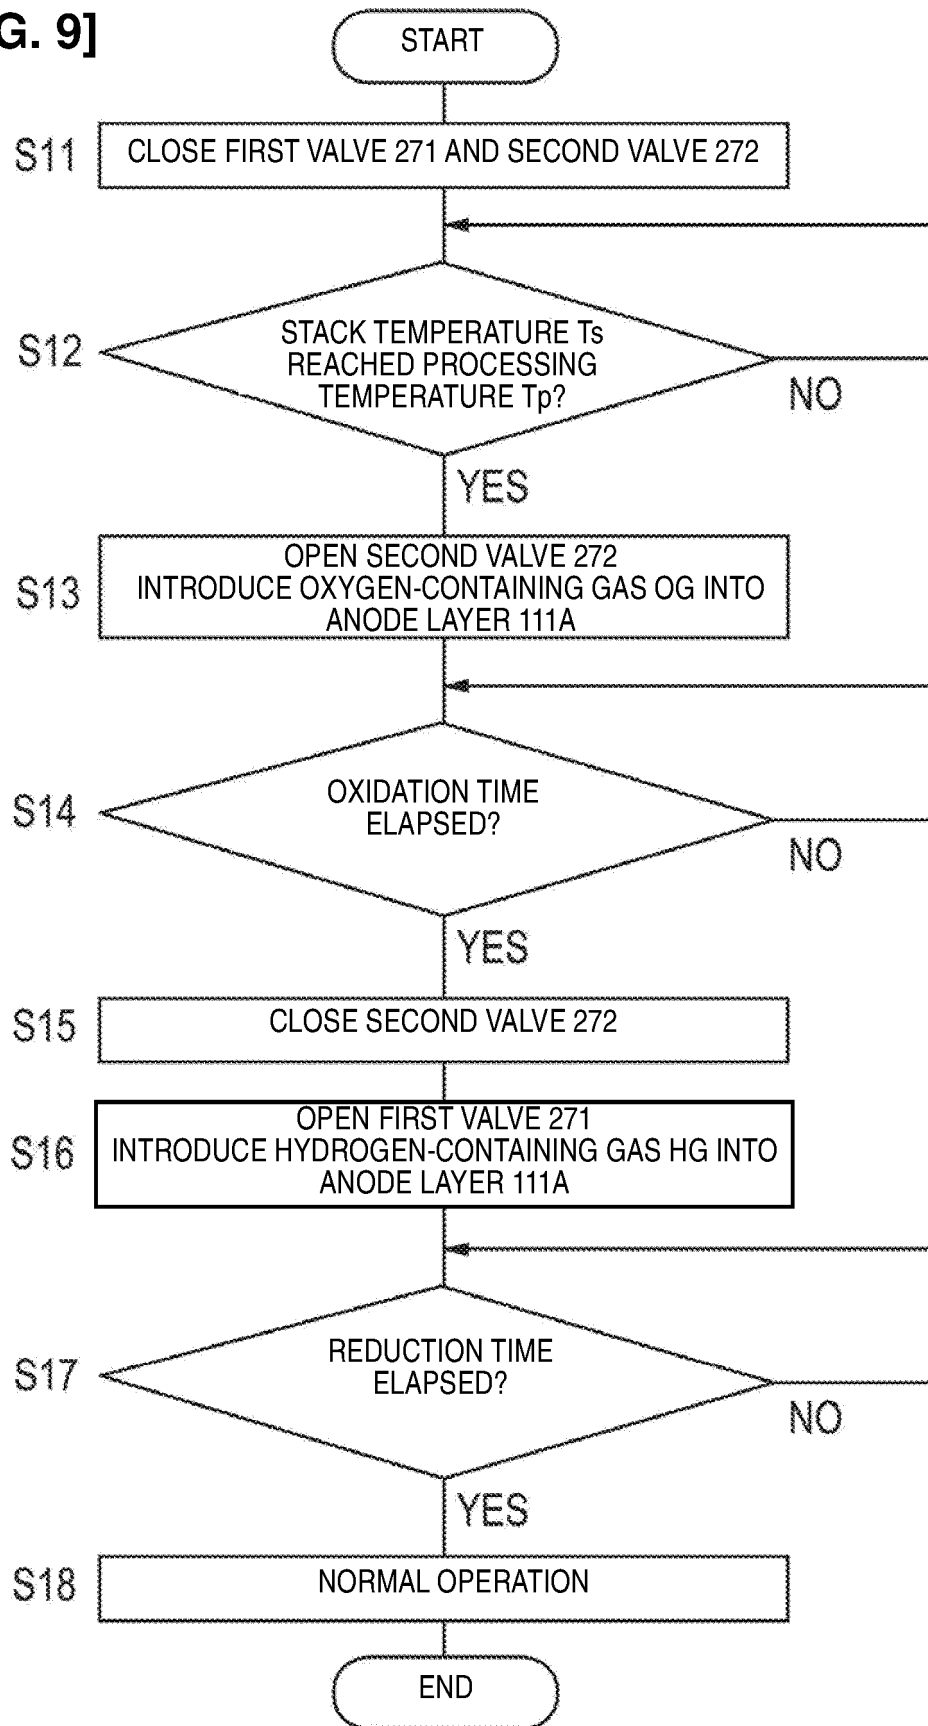 G. 9]
START
S11
CLOSE FIRST VALVE 271 AND SECOND VALVE 272
S12
STACK TEMPERATURE Ts
REACHED PROCESSING
TEMPERATURE Tp?
NO
YES
S13
OPEN SECOND VALVE 272
INTRODUCE OXYGEN-CONTAINING GAS OG INTO
ANODE LAYER 111A
S14
OXIDATION TIME
ELAPSED?
NO
YES
S15
CLOSE SECOND VALVE 272
S16
OPEN FIRST VALVE 271
INTRODUCE HYDROGEN-CONTAINING GAS HG INTO
ANODE LAYER 111A
S17
REDUCTION TIME
ELAPSED?
NO
YES
S18
NORMAL OPERATION
END